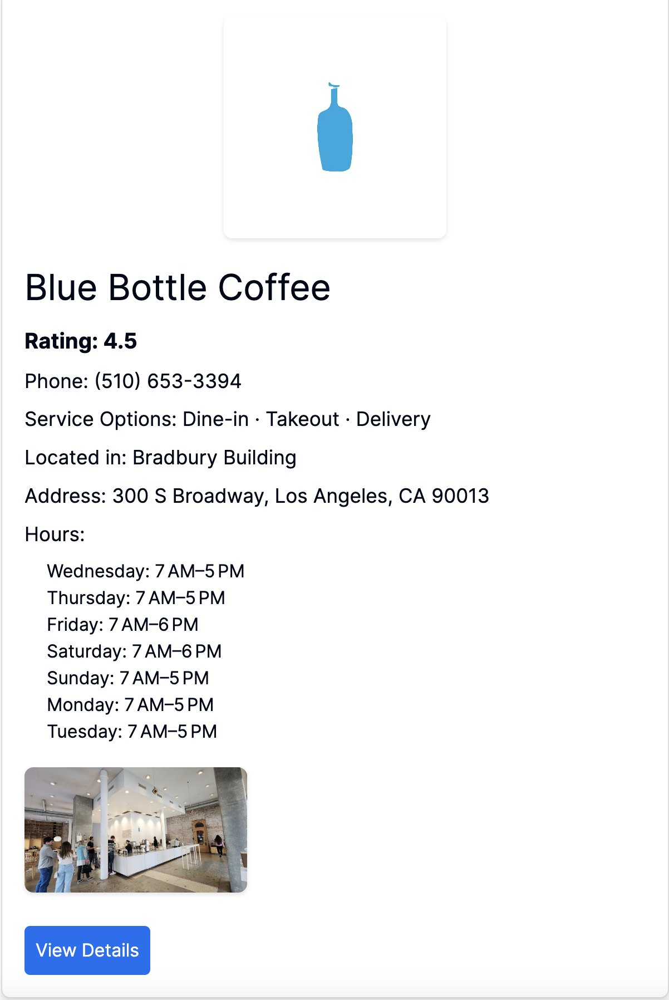 Blue Bottle Coffee
Rating: 4.5
Phone: (510) 653-3394
Service Options: Dine-in · Takeout · Delivery
Located in: Bradbury Building
Address: 300 S Broadway, Los Angeles, CA 90013
Hours:
Wednesday: 7 AM–5 PM
Thursday: 7 AM–5 PM
Friday: 7 AM–6 PM
Saturday: 7 AM–6 PM
Sunday: 7 AM–5 PM
Monday: 7 AM–5 PM
Tuesday: 7 AM–5 PM
View Details